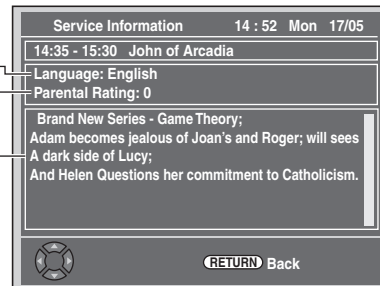 Service Information 14 : 52 Mon 17/05
14:35 - 15:30 John of Arcadia
Language: English
Parental Rating: 0
Brand New Series - Game Theory;
Adam becomes jealous of Joan's and Roger; will sees
A dark side of Lucy;
And Helen Questions her commitment to Catholicism.
RETURN Back